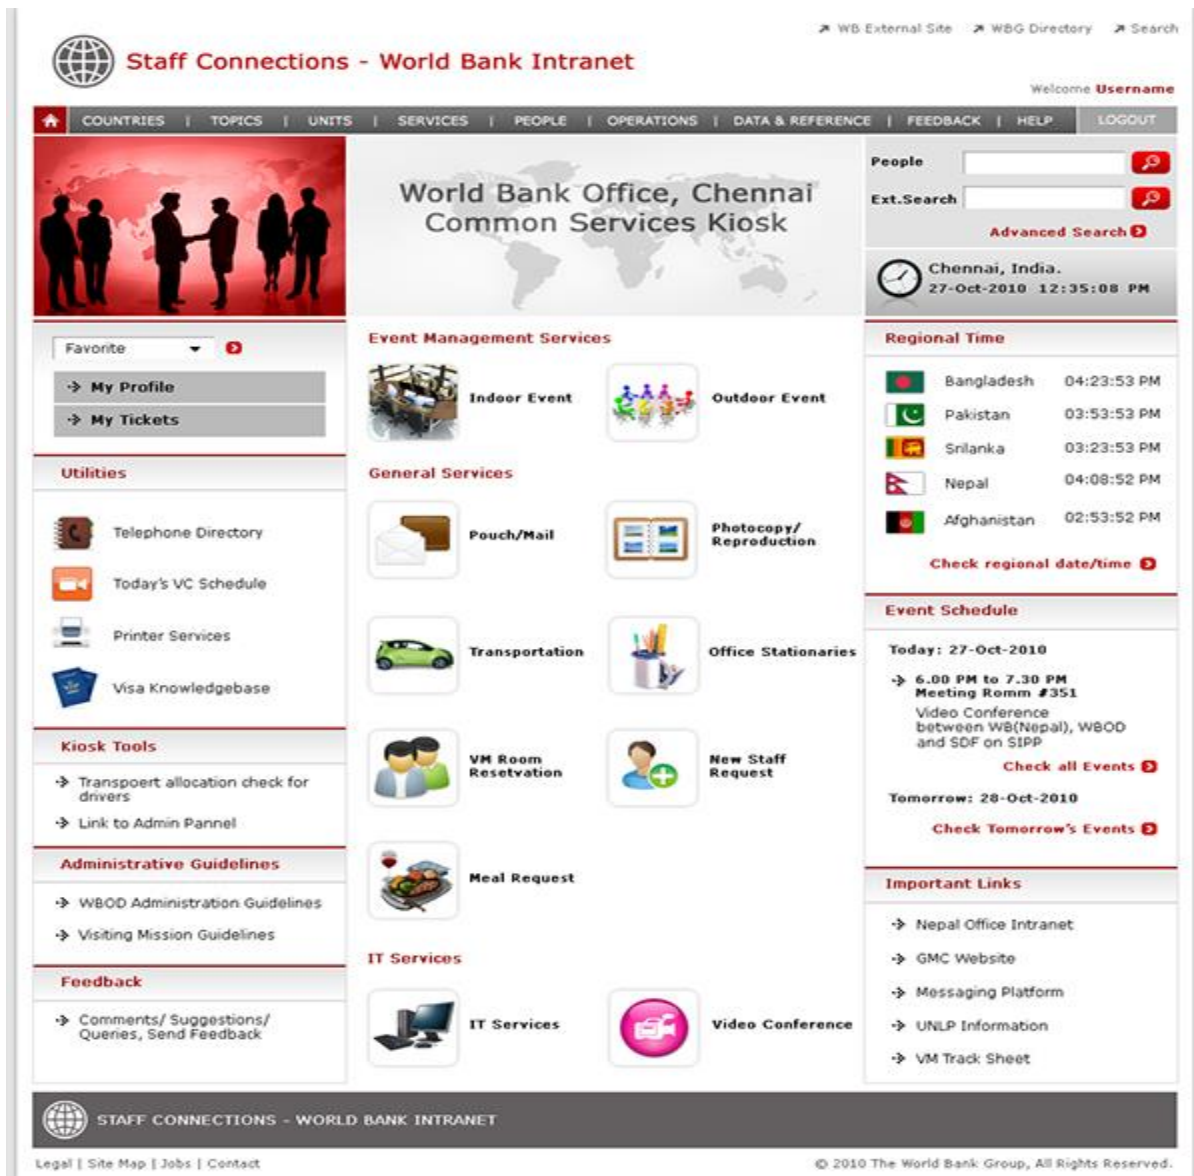 WB External Site
WBG Directory
Search
Staff Connections - World Bank Intranet
Welcome Username
COUNTRIES | TOPICS | UNITS | SERVICES | PEOPLE | OPERATIONS | DATA & REFERENCE | FEEDBACK | HELP
LOGOUT
World Bank Office, Chennai
Common Services Kiosk
People
Ext.Search
Advanced Search
Chennai, India.
27-Oct-2010 12:35:08 PM
Favorite
My Profile
My Tickets
Utilities
Telephone Directory
Today's VC Schedule
Printer Services
Visa Knowledgebase
Kiosk Tools
Transpoert allocation check for
drivers
Link to Admin Pannel
Administrative Guidelines
WBOD Administration Guidelines
Visiting Mission Guidelines
Feedback
Comments/ Suggestions/
Queries, Send Feedback
Event Management Services
Indoor Event
Outdoor Event
General Services
Pouch/Mail
Photocopy/
Reproduction
Transportation
Office Stationaries
VM Room
Resetvation
New Staff
Request
Meal Request
IT Services
IT Services
Video Conference
Regional Time
Bangladesh 04:23:53 PM
Pakistan 03:53:53 PM
Srilanka 03:23:53 PM
Nepal 04:08:52 PM
Afghanistan 02:53:52 PM
Check regional date/time
Event Schedule
Today: 27-Oct-2010
6.00 PM to 7.30 PM
Meeting Romm #351
Video Conference
between WB(Nepal), WBOD
and SDF on SIPP
Check all Events
Tomorrow: 28-Oct-2010
Check Tomorrow's Events
Important Links
Nepal Office Intranet
GMC Website
Messaging Platform
UNLP Information
VM Track Sheet
STAFF CONNECTIONS - WORLD BANK INTRANET
Legal | Site Map | Jobs | Contact
© 2010 The World Bank Group, All Rights Reserved.